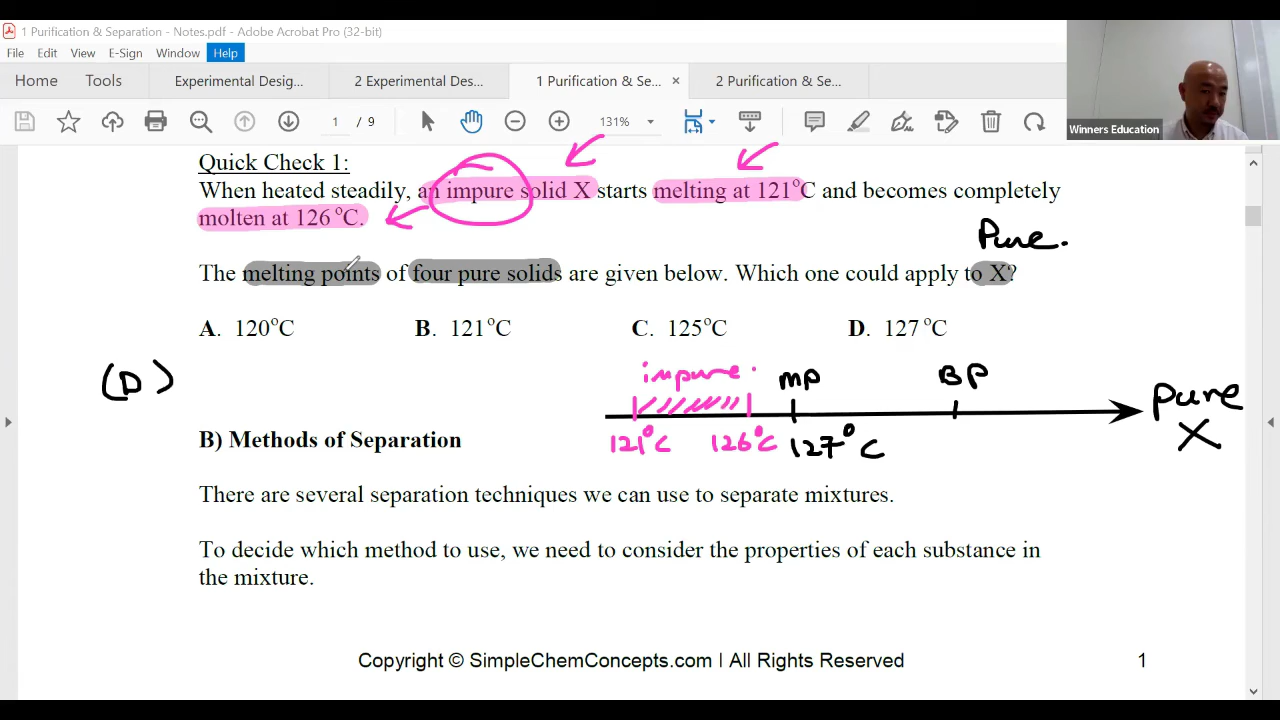 1 Purification & Separation - Notes.pdf - Adobe Acrobat Pro (32-bit)
File Edit View E-Sign Window Help
Home Tools Experimental Desig... 2 Experimental Des... 1 Purification & Se... × 2 Purification & Se...
1 / 9 131%
Winners Education
Quick Check 1:
When heated steadily, an impure solid X starts melting at 121°C and becomes completely
molten at 126 °C.
Pure.
The melting points of four pure solids are given below. Which one could apply to X?
A. 120°C B. 121°C C. 125°C D. 127 °C
(D) impure. MP BP pure
X
121°C 126°C 127°C
B) Methods of Separation
There are several separation techniques we can use to separate mixtures.
To decide which method to use, we need to consider the properties of each substance in
the mixture.
Copyright © SimpleChemConcepts.com I All Rights Reserved 1